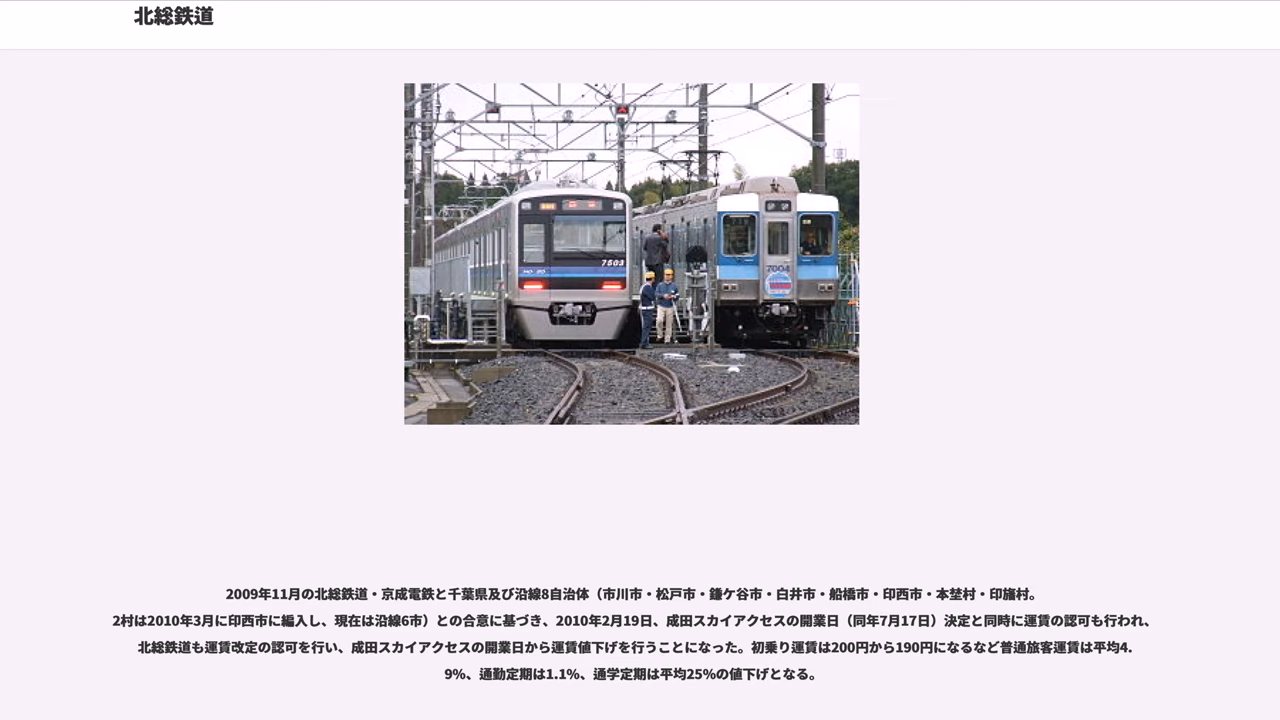 北総鉄道
7503
7004
2009年11月の北総鉄道・京成電鉄と千葉県及び沿線8自治体（市川市・松戸市・鎌ケ谷市・白井市・船橋市・印西市・本埜村・印旛村。
2村は2010年3月に印西市に編入し、現在は沿線6市）との合意に基づき、2010年2月19日、成田スカイアクセスの開業日（同年7月17日）決定と同時に運賃の認可も行われ、
北総鉄道も運賃改定の認可を行い、成田スカイアクセスの開業日から運賃値下げを行うことになった。初乗り運賃は200円から190円になるなど普通旅客運賃は平均4.
9%、通勤定期は1.1%、通学定期は平均25%の値下げとなる。